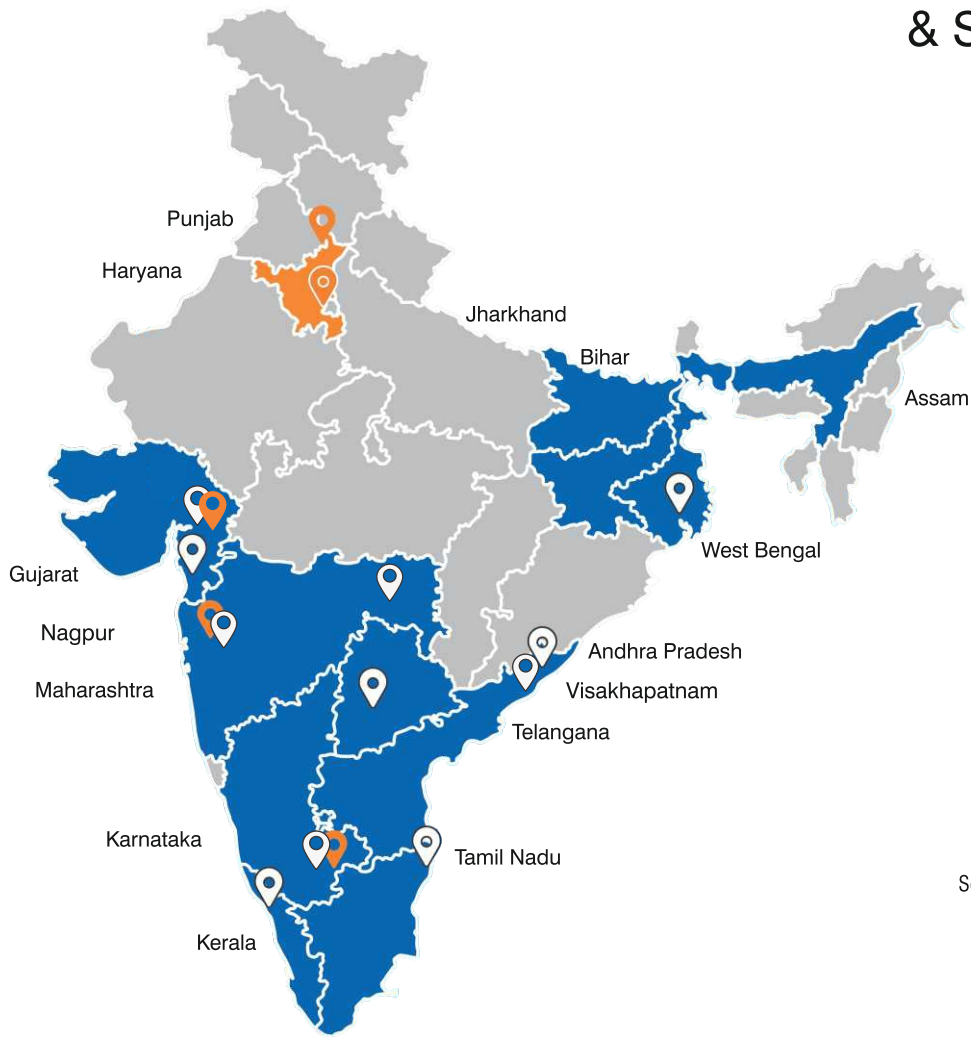 & S
Punjab
Haryana
Jharkhand
Bihar
Assam
West Bengal
Gujarat
Nagpur
Andhra Pradesh
Maharashtra
Visakhapatnam
Telangana
Karnataka
Tamil Nadu
S
Kerala